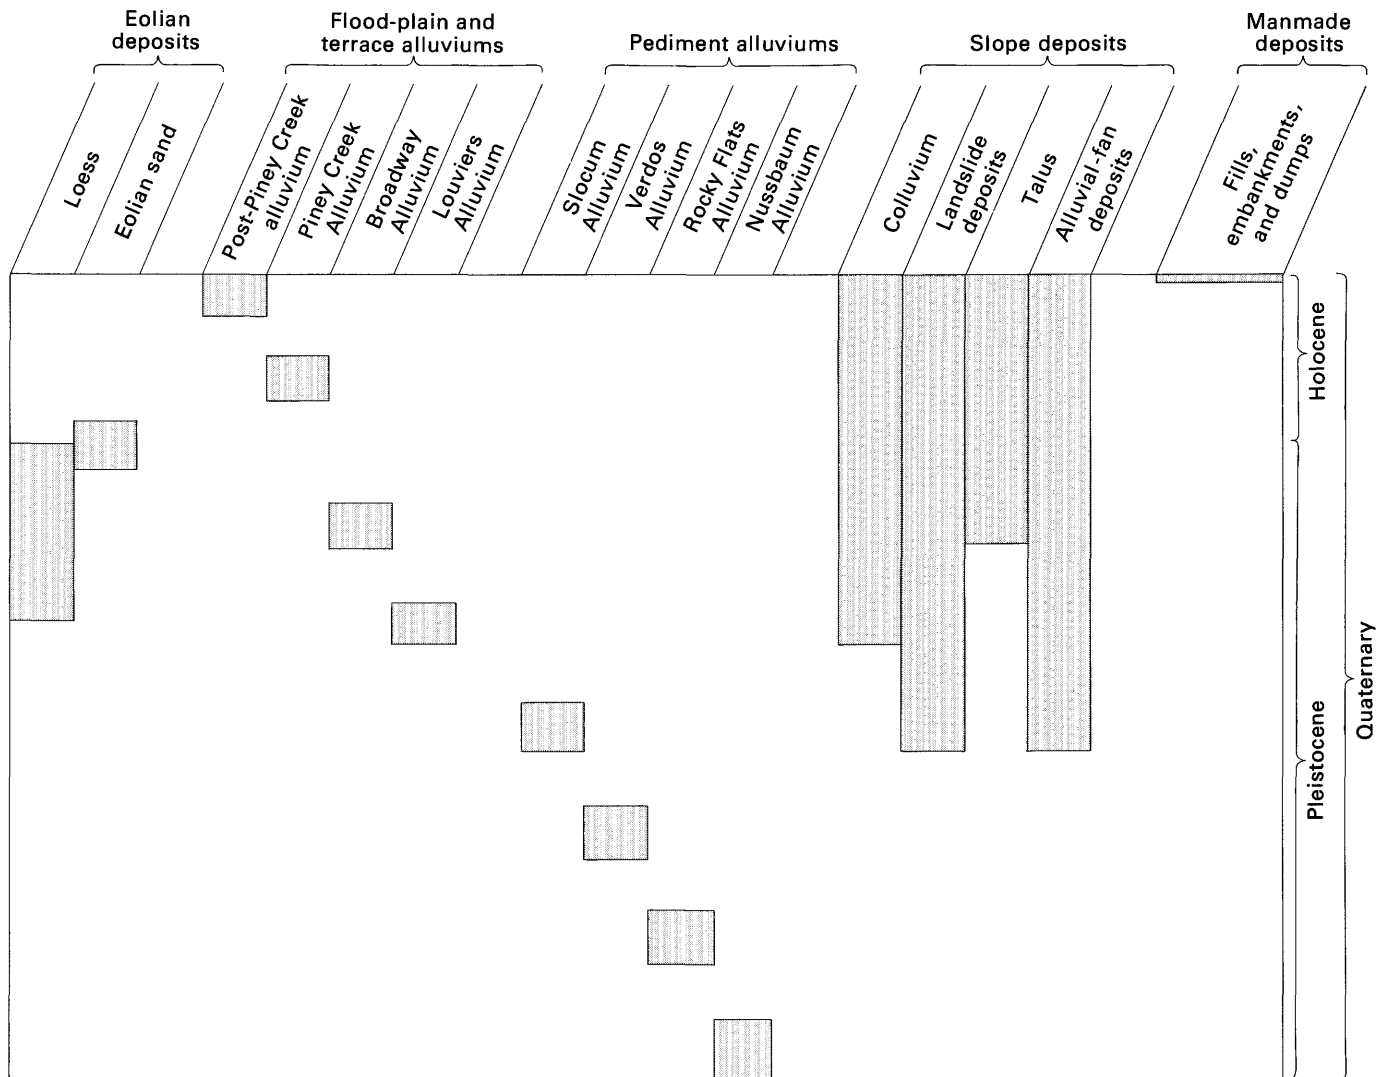 Eolian
deposits
Flood-plain and
terrace alluviums
Pediment alluviums
Slope deposits
Manmade
deposits
Loess
Eolian sand
Post-Piney Creek
alluvium
Piney Creek
Alluvium
Broadway
Alluvium
Louviers
Alluvium
Slocum
Alluvium
Verdos
Alluvium
Rocky Flats
Alluvium
Nussbaum
Alluvium
Colluvium
Landslide
deposits
Talus
Alluvial-fan
deposits
Fills,
embankments,
and dumps
Holocene
Pleistocene
Quaternary